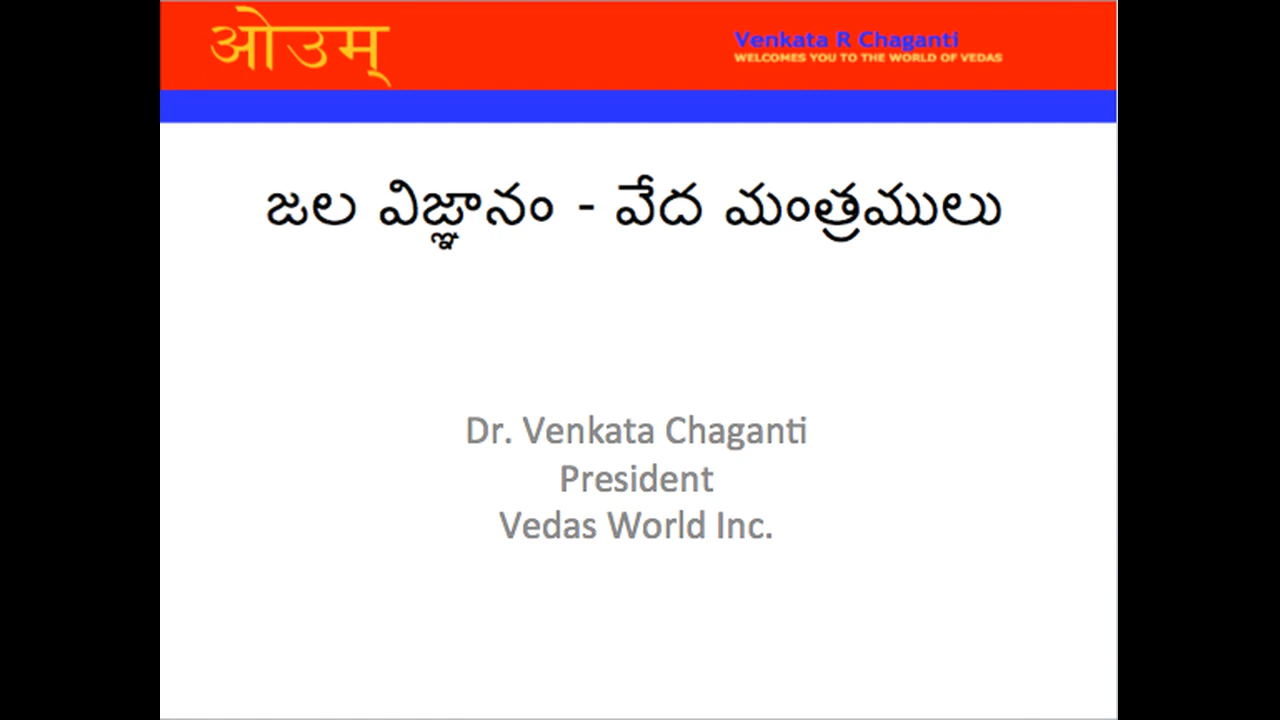 ओउम्
Venkata R Chaganti
WELCOMES YOU TO THE WORLD OF VEDAS
జల విజ్ఞానం - వేద మంత్రములు
Dr. Venkata Chaganti
President
Vedas World Inc.